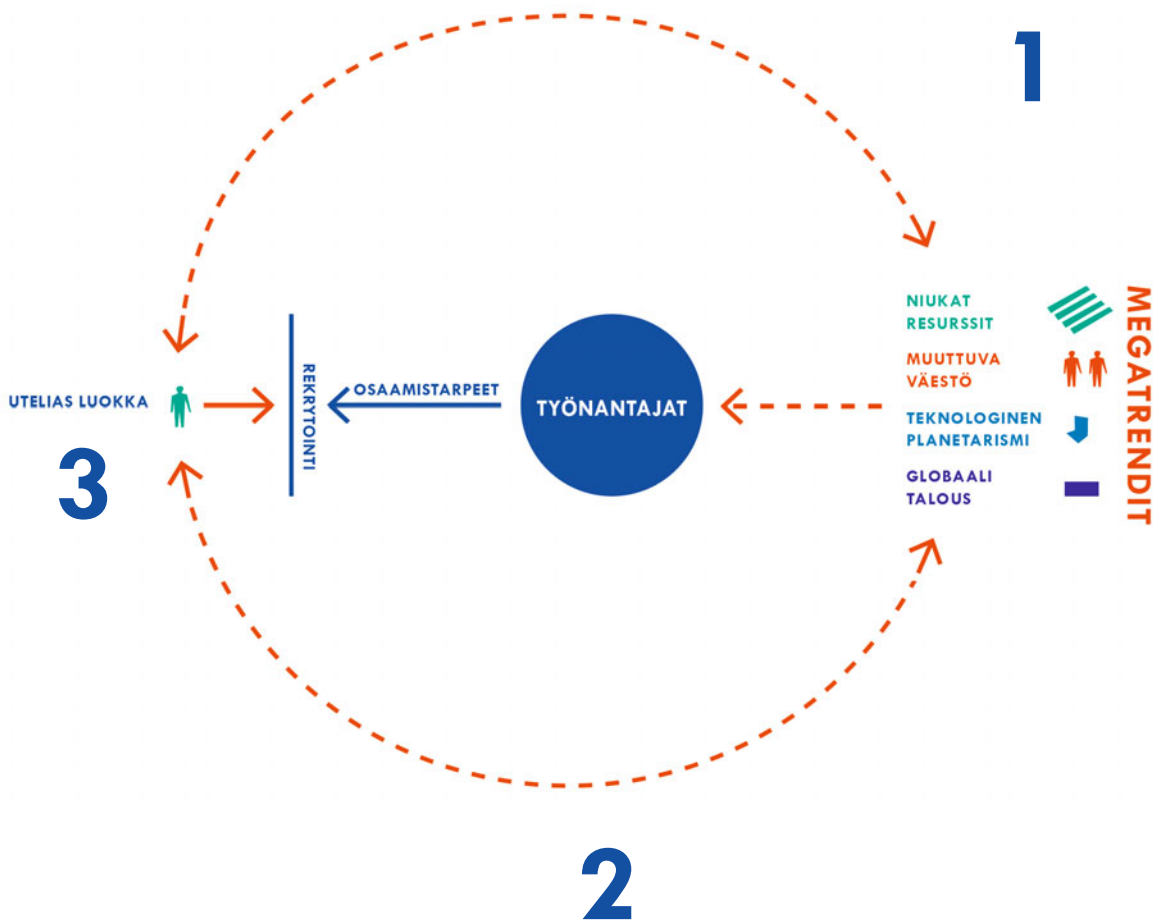 1
NIUKAT
RESURSSIT
MUUTTUVA
VÄESTÖ
TEKNOLOGINEN
PLANETARISMI
GLOBAALI
TALOUS
MEGATRENDIT
TYÖNANTAJAT
OSAAMISTARPEET
REKRYTOINTI
UTELIAS LUOKKA
3
2